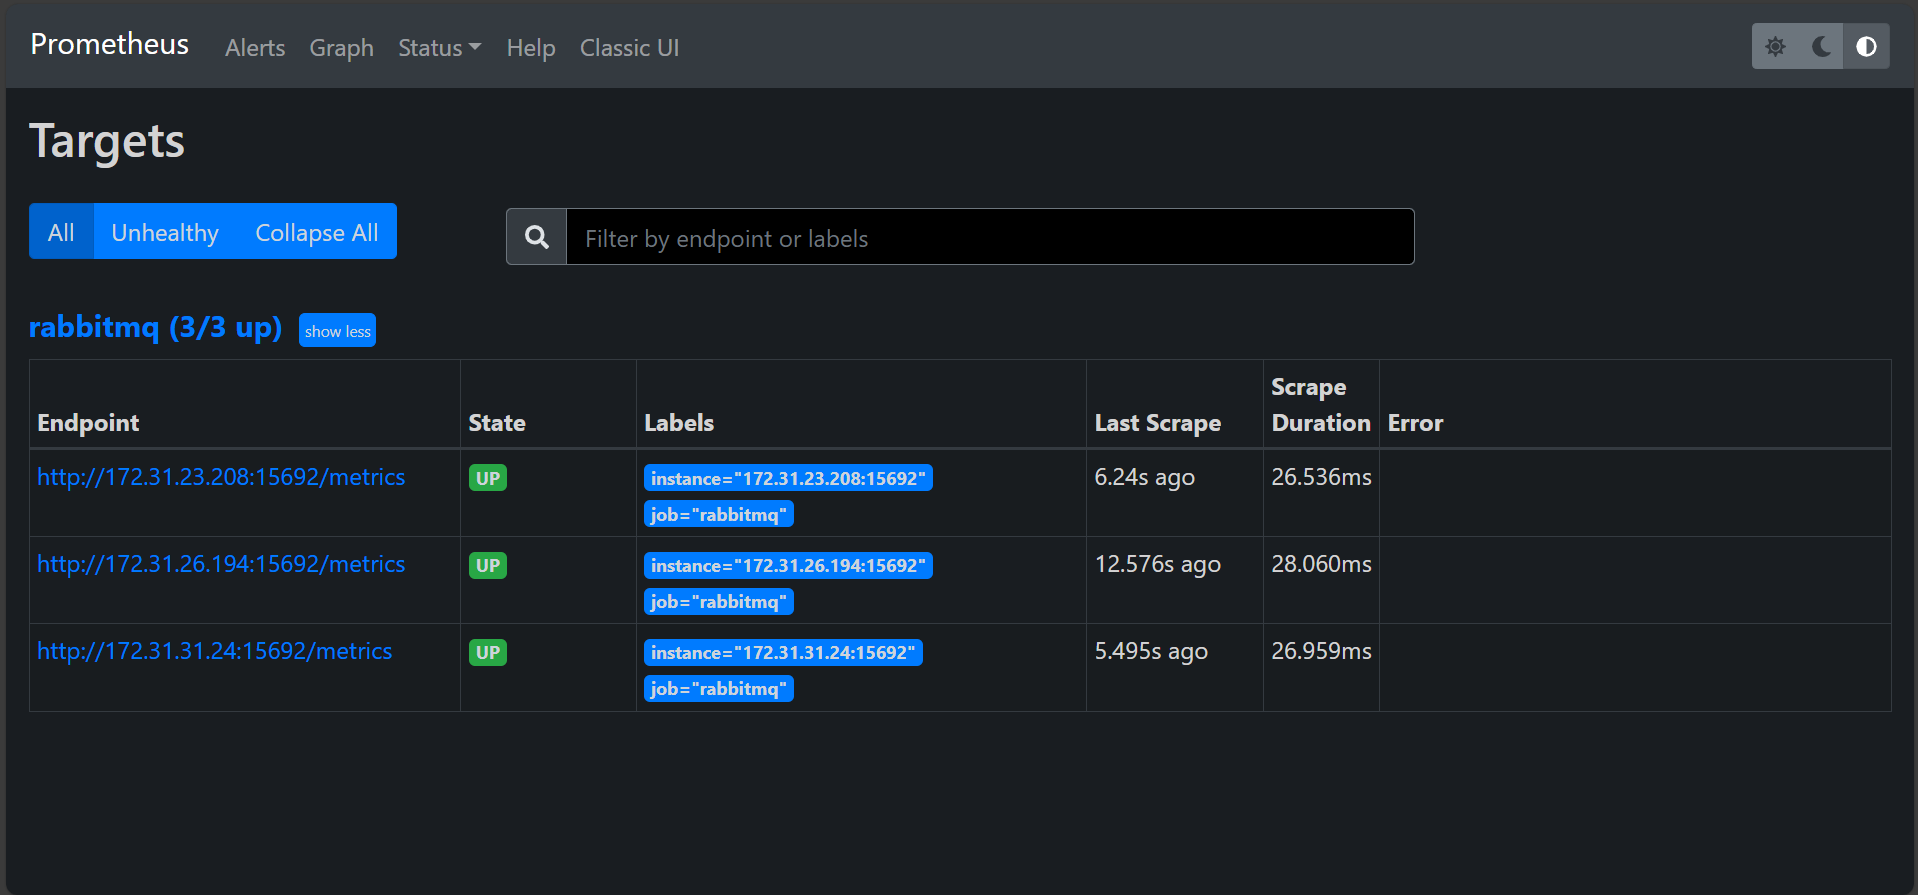 Prometheus Alerts Graph Status Help Classic UI
Targets
All Unhealthy Collapse All
Filter by endpoint or labels
rabbitmq (3/3 up) show less
Endpoint State Labels Last Scrape Scrape Duration Error
http://172.31.23.208:15692/metrics UP instance="172.31.23.208:15692" 6.24s ago 26.536ms
job="rabbitmq"
http://172.31.26.194:15692/metrics UP instance="172.31.26.194:15692" 12.576s ago 28.060ms
job="rabbitmq"
http://172.31.31.24:15692/metrics UP instance="172.31.31.24:15692" 5.495s ago 26.959ms
job="rabbitmq"